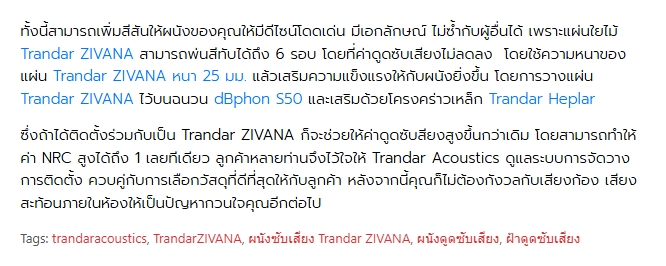 ทั้งนี้สามารถเพิ่มสีสันให้ผนังของคุณให้มีดีไซน์โดดเด่น มีเอกลักษณ์ ไม่ซ้ำกับผู้อื่นได้ เพราะแผ่นใยไม้
Trandar ZIVANA สามารถพ่นสีทับได้ถึง 6 รอบ โดยที่ค่าดูดซับเสียงไม่ลดลง โดยใช้ความหนาของ
แผ่น Trandar ZIVANA หนา 25 มม. แล้วเสริมความแข็งแรงให้กับผนังยิ่งขึ้น โดยการวางแผ่น
Trandar ZIVANA ไว้บนฉนวน dBphon S50 และเสริมด้วยโครงคร่าวเหล็ก Trandar Heplar
ซึ่งถ้าได้ติดตั้งร่วมกับเป็น Trandar ZIVANA ก็จะช่วยให้ค่าดูดซับสียงสูงขึ้นกว่าเดิม โดยสามารถทำให้
ค่า NRC สูงได้ถึง 1 เลยทีเดียว ลูกค้าหลายท่านจึงไว้ใจให้ Trandar Acoustics ดูแลระบบการจัดวาง
การติดตั้ง ควบคู่กับการเลือกวัสดุที่ดีที่สุดให้กับลูกค้า หลังจากนี้คุณก็ไม่ต้องกังวลกับเสียงก้อง เสียง
สะท้อนภายในห้องให้เป็นปัญหากวนใจคุณอีกต่อไป
Tags: trandaracoustics, TrandarZIVANA, ผนังซับเสียง Trandar ZIVANA, ผนังดูดซับเสียง, ฝ้าดูดซับเสียง